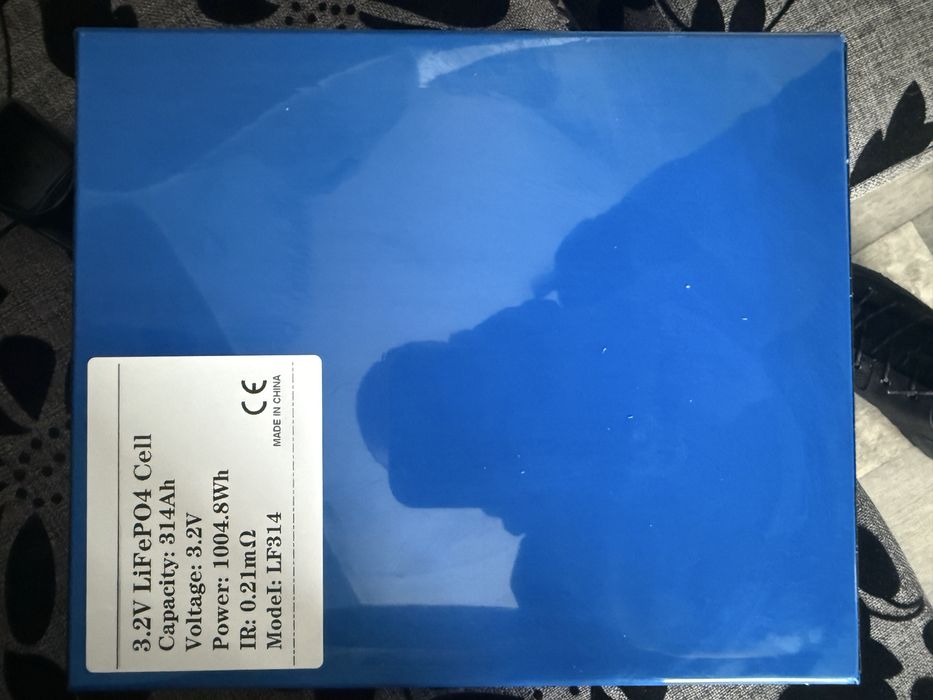 3.2V LiFePO4 Cell
Capacity: 314Ah
Voltage: 3.2V
Power: 1004.8Wh
IR: 0.21mΩ
Model: LF314
CE
MADE IN CHINA